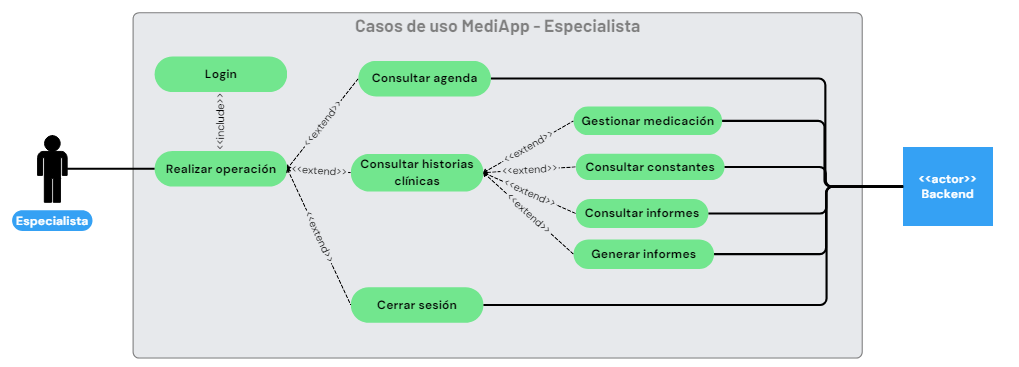 Casos de uso MediApp - Especialista
Login
<<include>>
Realizar operación
Especialista
<<extend>>
<<extend>>
<<extend>>
Consultar agenda
Consultar historias
clínicas
Cerrar sesión
<<extend>>
<<extend>>
<<extend>>
<<extend>>
Gestionar medicación
Consultar constantes
Consultar informes
Generar informes
<<actor>>
Backend